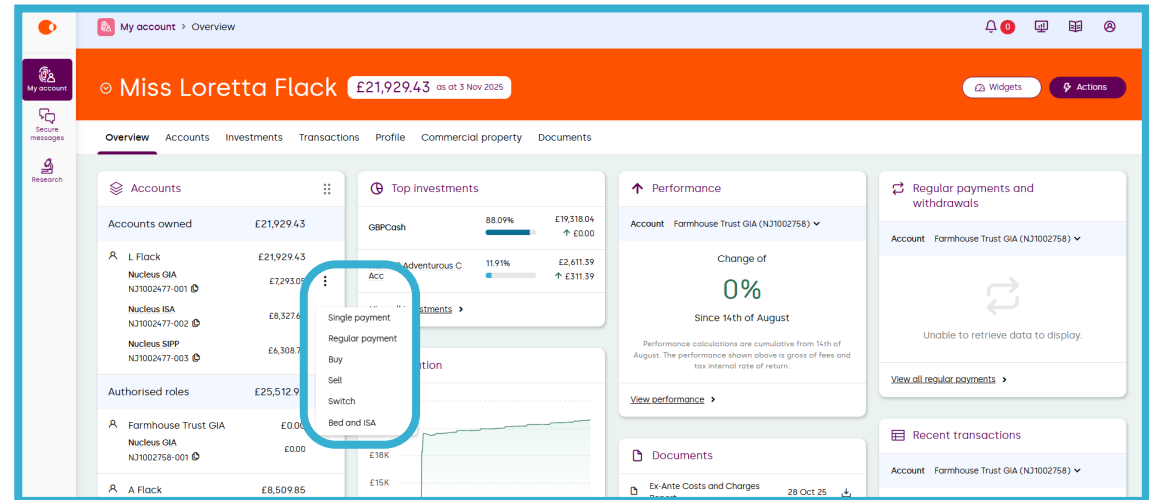 My account > Overview
0
My account
Secure
messages
Research
Miss Loretta Flack £21,929.43 as at 3 Nov 2025
Widgets
Actions
Overview Accounts Investments Transactions Profile Commercial property Documents
Accounts
Accounts owned £21,929.43
L Flack £21,929.43
Nucleus GIA
NJ1002477-001 £7,293.05
Nucleus ISA
NJ1002477-002
Nucleus SIPP
NJ1002477-003
Authorised roles
Farmhouse Trust GIA
Nucleus GIA
NJ1002758-001 £0.00
A Flack £8,509.85
Single payment
Regular payment
Buy
Sell
Switch
Bed and ISA
Top investments
GBPCash 88.09% £19,318.04
£0.00
Adventurous C
Acc 11.91% £2,611.39
£311.39
£18K
£15K
Performance
Account Farmhouse Trust GIA (NJ1002758)
Change of
0%
Since 14th of August
Performance calculations are cumulative from 14th of
August. The performance shown above is gross of fees and
tax internal rate of return.
View performance >
Documents
Ex-Ante Costs and Charges
Report 28 Oct 25
Regular payments and
withdrawals
Account Farmhouse Trust GIA (NJ1002758)
Unable to retrieve data to display.
View all regular payments >
Recent transactions
Account Farmhouse Trust GIA (NJ1002758)